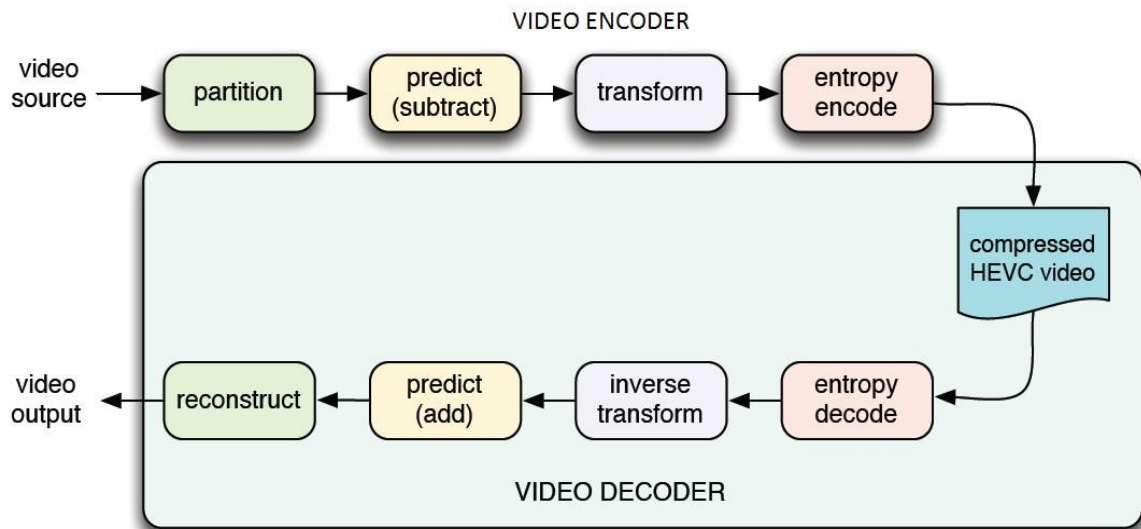 VIDEO ENCODER
video
source
partition
predict
(subtract)
transform
entropy
encode
compressed
HEVC video
video
output
reconstruct
predict
(add)
inverse
transform
entropy
decode
VIDEO DECODER